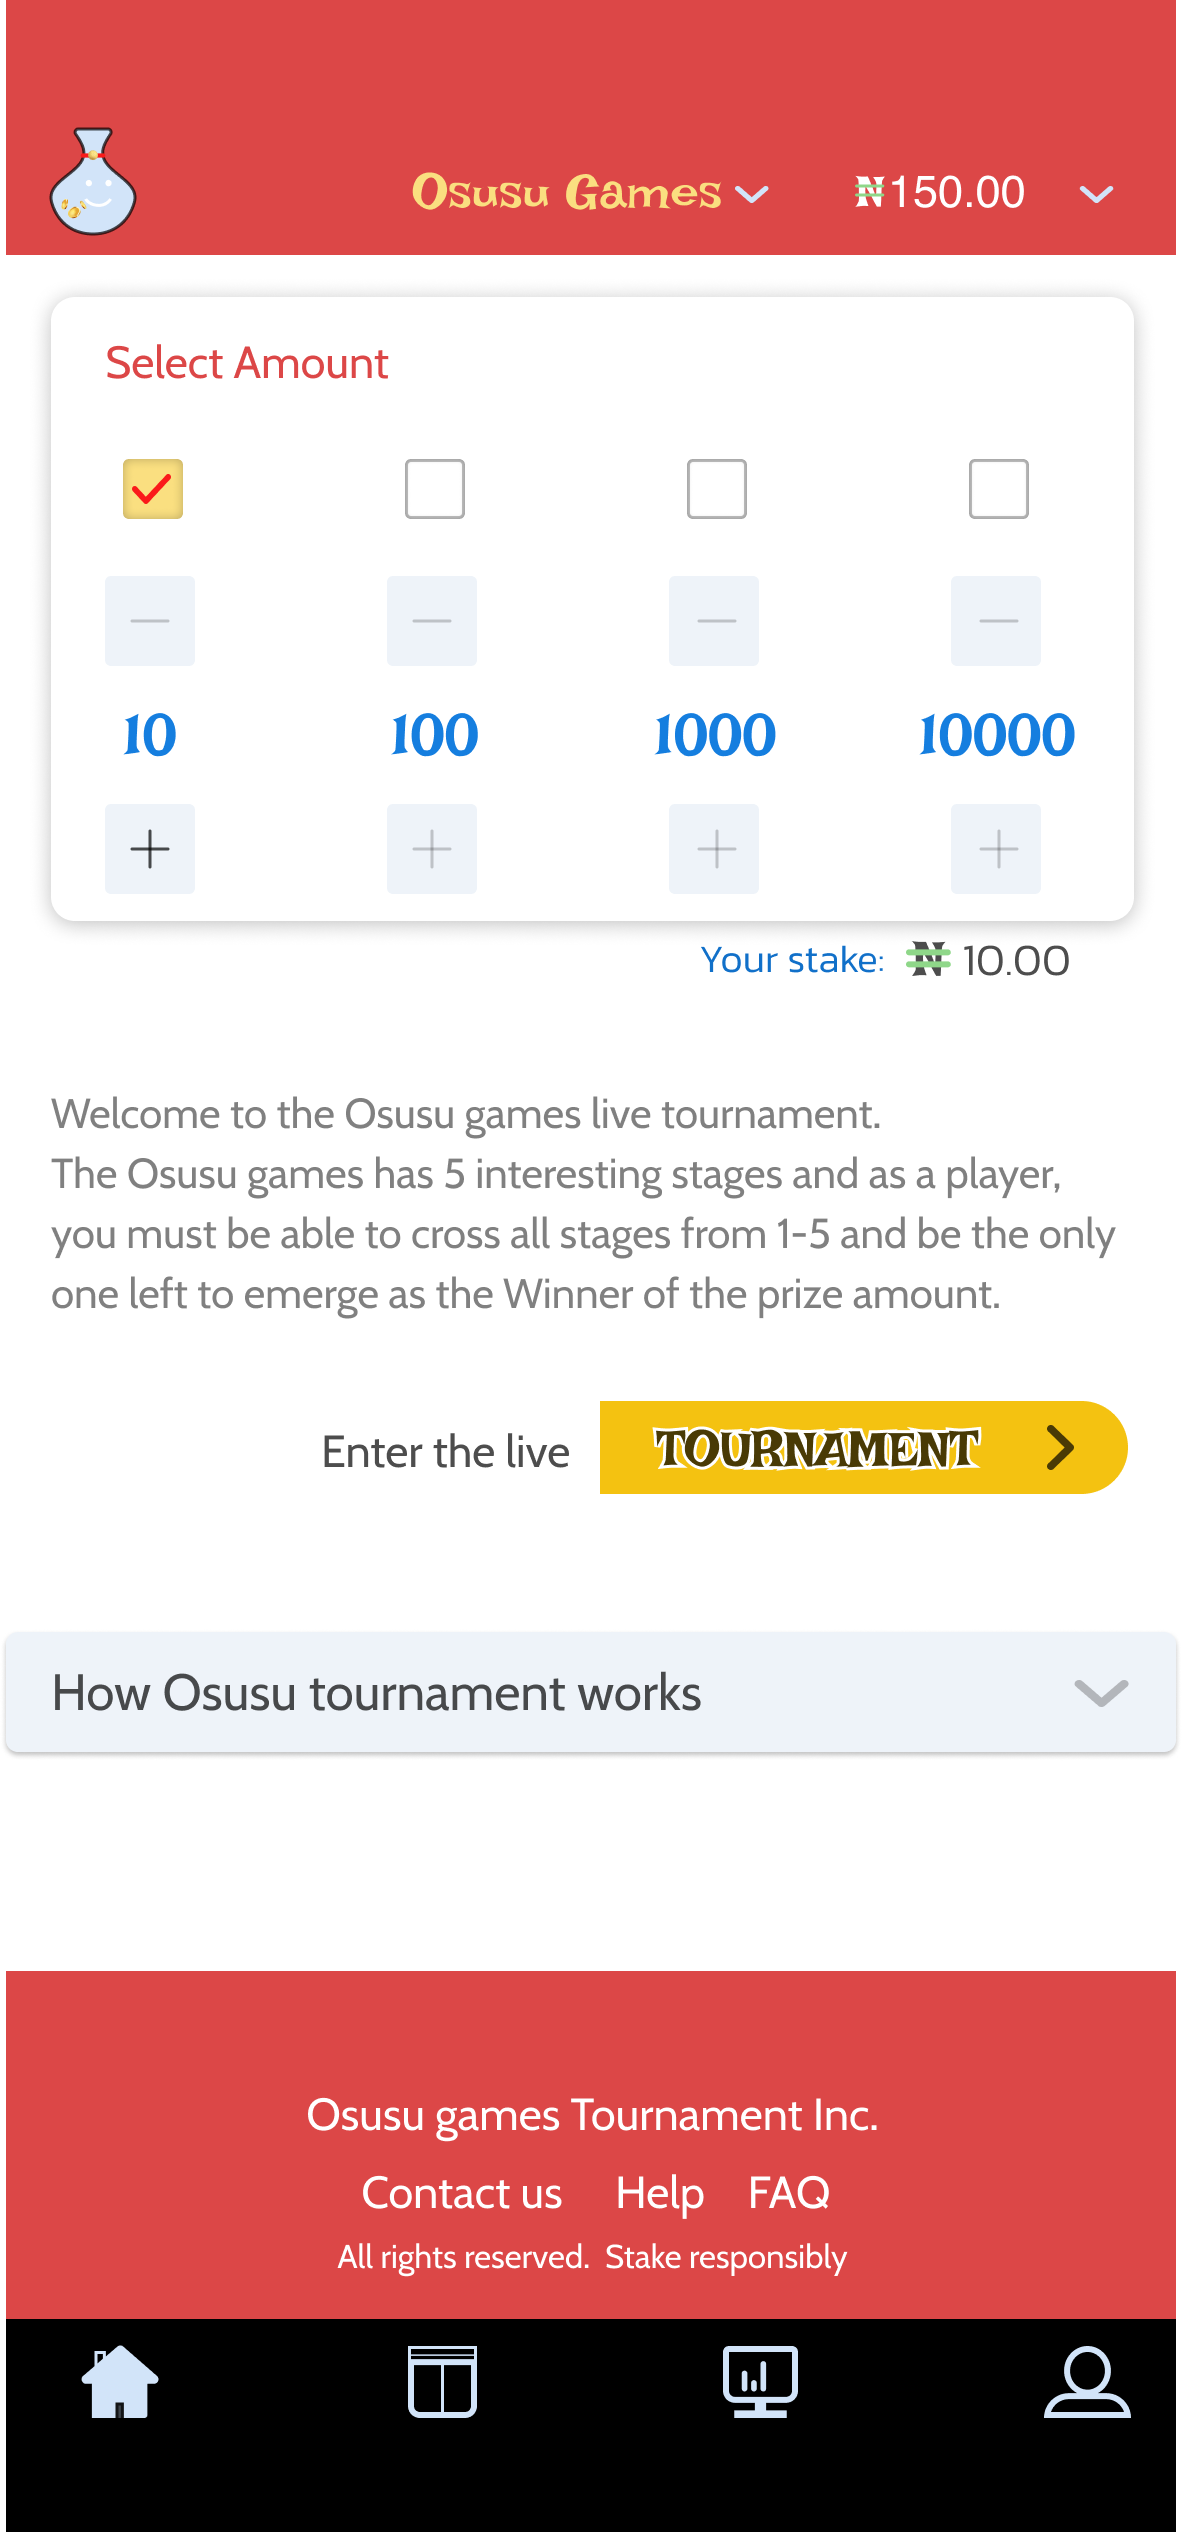 Osusu Games ₦150.00
Select Amount
10 100 1000 10000
Your stake: ₦ 10.00
Welcome to the Osusu games live tournament.
The Osusu games has 5 interesting stages and as a player,
you must be able to cross all stages from 1-5 and be the only
one left to emerge as the Winner of the prize amount.
Enter the live TOURNAMENT
How Osusu tournament works
Osusu games Tournament Inc.
Contact us Help FAQ
All rights reserved. Stake responsibly